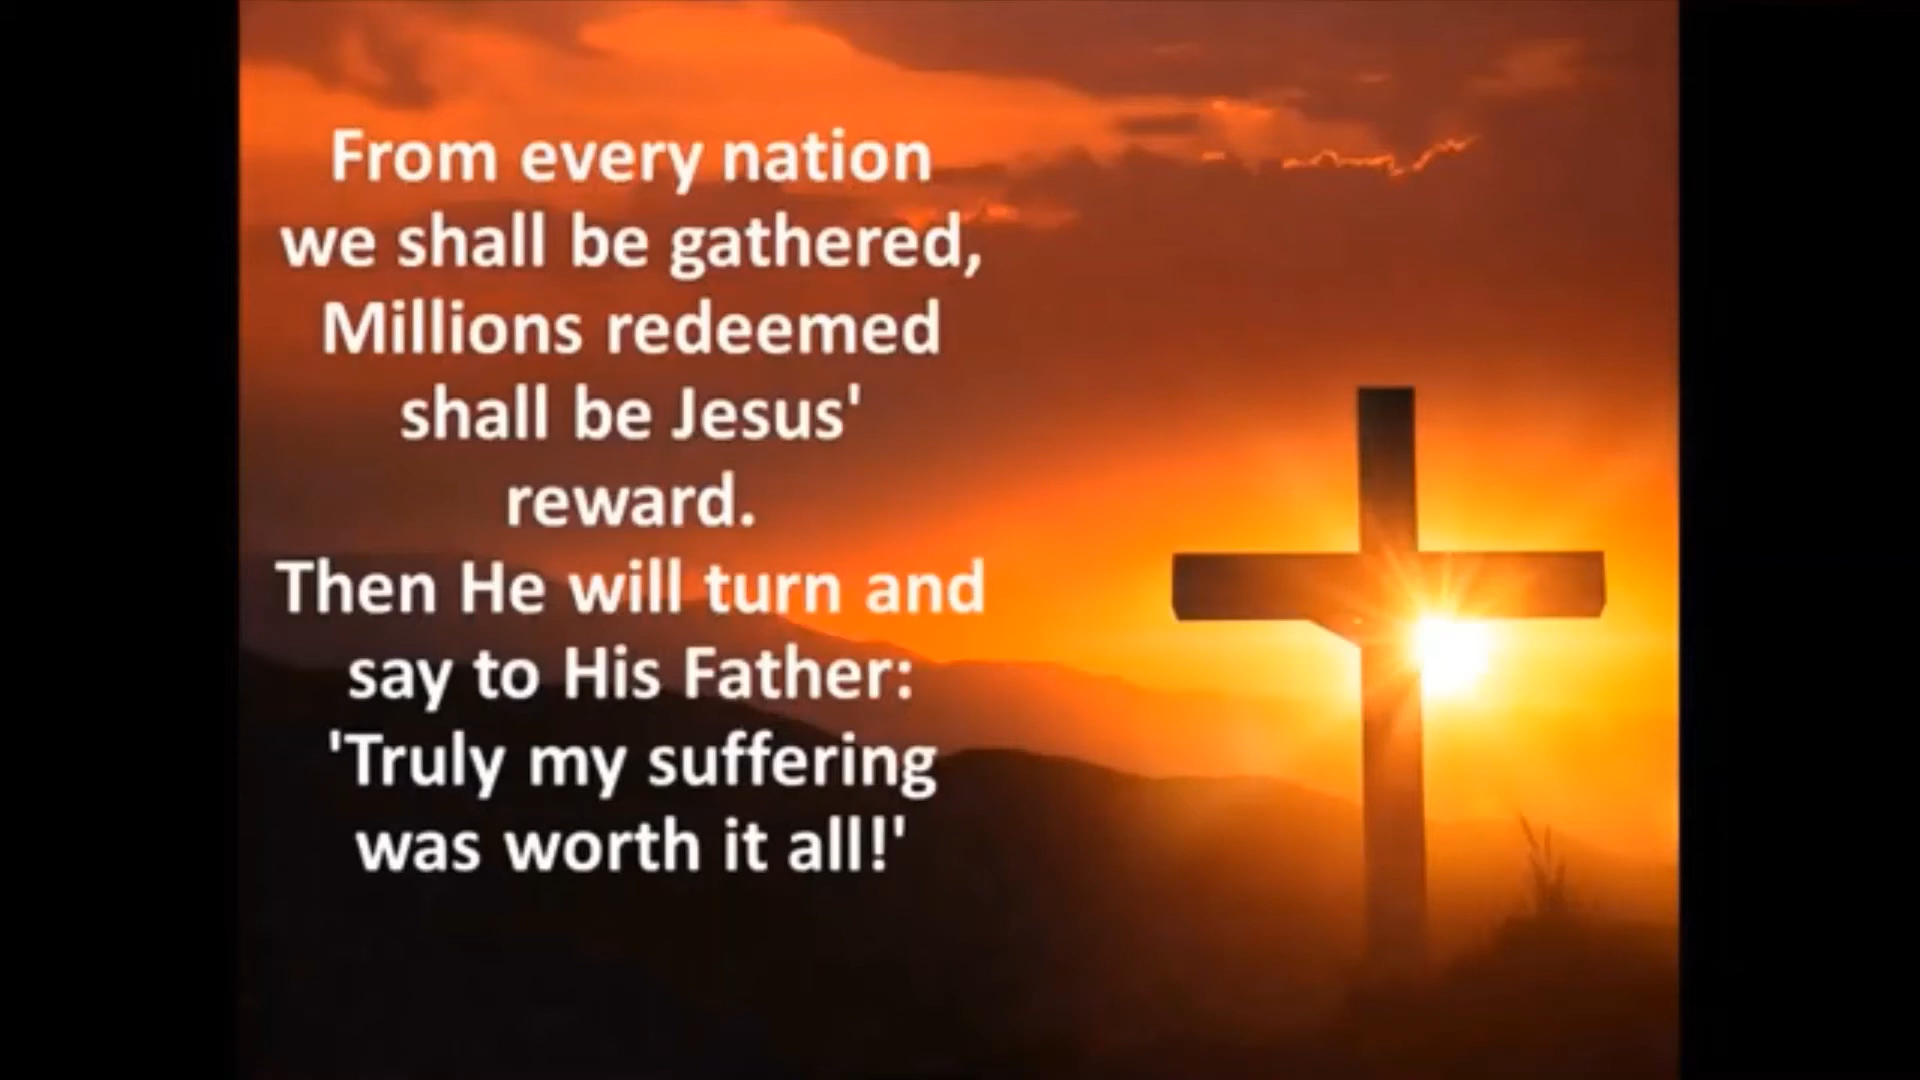 From every nation
we shall be gathered,
Millions redeemed
shall be Jesus'
reward.
Then He will turn and
say to His Father:
'Truly my suffering
was worth it all!'